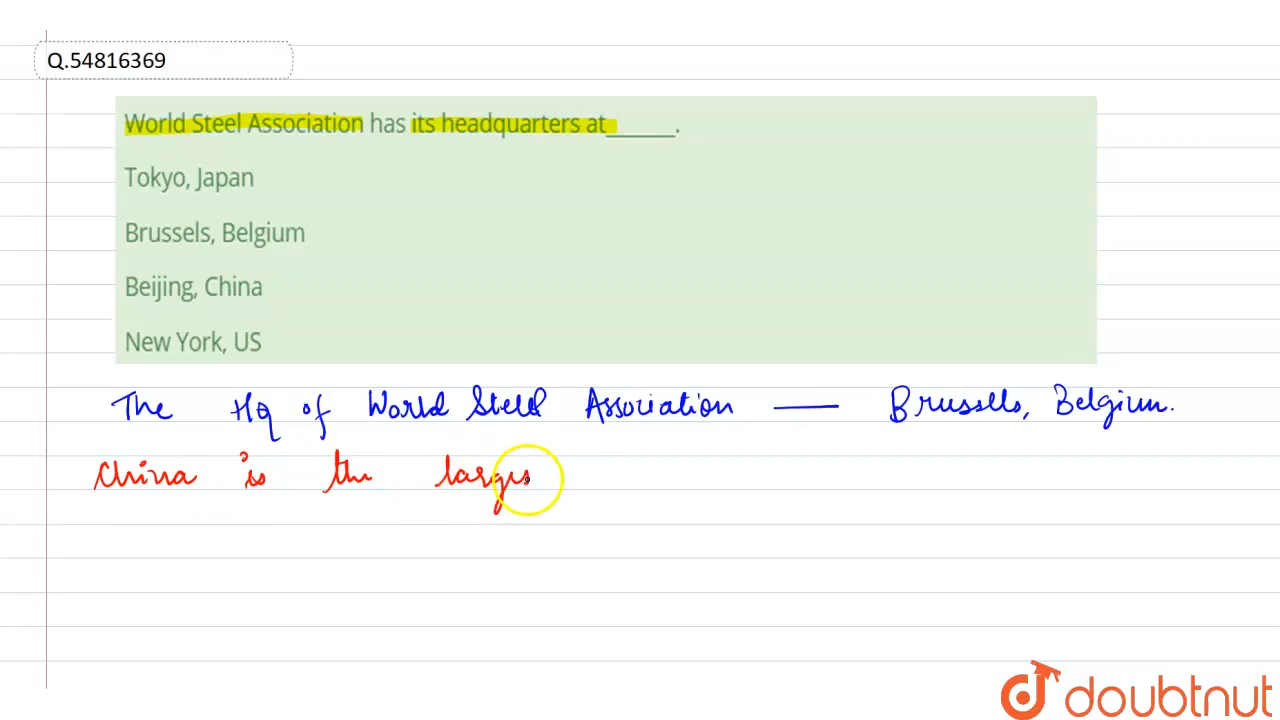 Q.54816369
World Steel Association has its headquarters at______.
Tokyo, Japan
Brussels, Belgium
Beijing, China
New York, US
The HQ of World Steel Association — Brussels, Belgium.
China is the larges
doubtnut